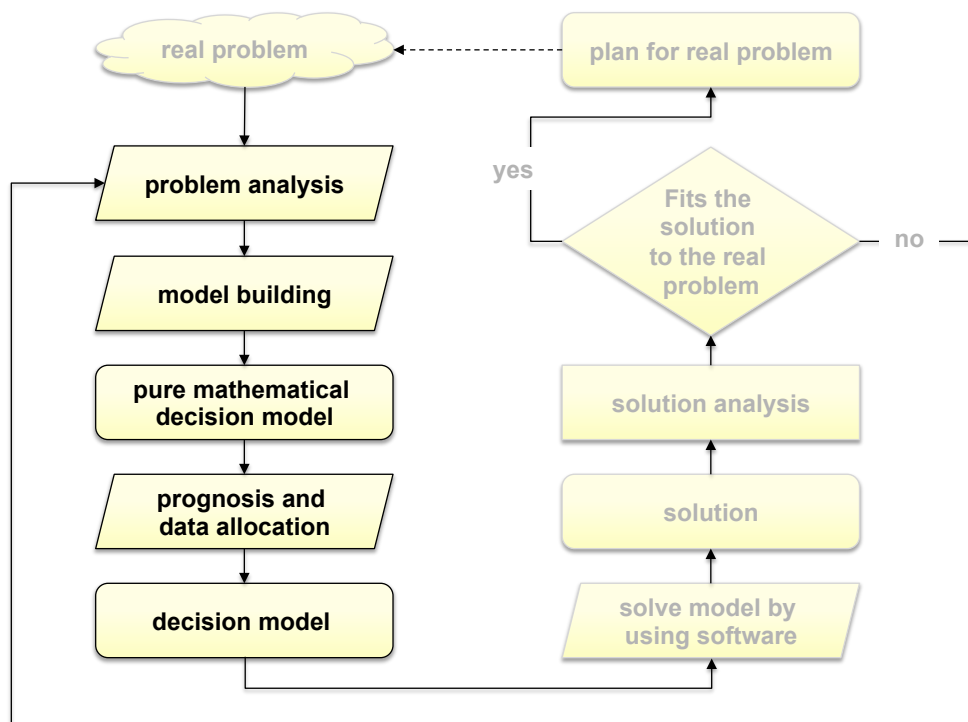 real problem
problem analysis
model building
pure mathematical
decision model
prognosis and
data allocation
decision model
plan for real problem
yes
Fits the
solution
to the real
problem
no
solution analysis
solution
solve model by
using software